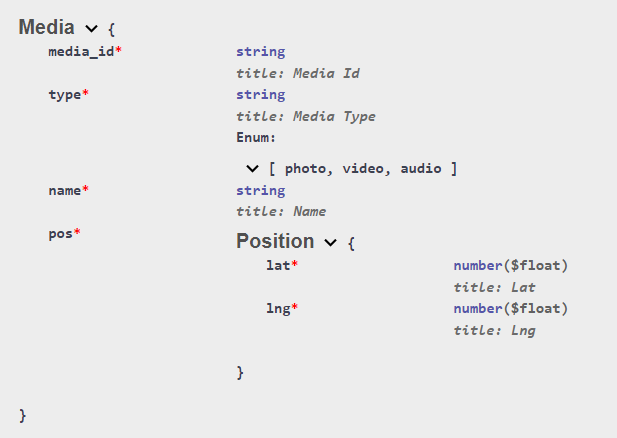 Media {
media_id* string
title: Media Id
type* string
title: Media Type
Enum:
[ photo, video, audio ]
name* string
title: Name
pos* Position {
lat* number($float)
title: Lat
lng* number($float)
title: Lng
}
}